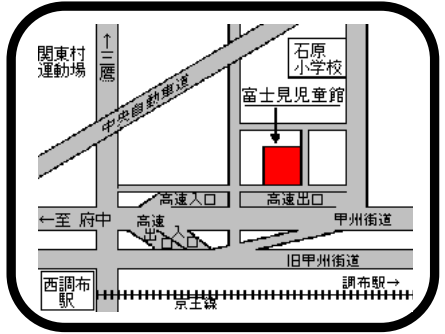 関東村
運動場
↑三鷹
石原
小学校
富士見児童館
中央自動車道
高速入口
高速出口
←至 府中
高速
出口
入口
甲州街道
旧甲州街道
西調布
駅
調布駅→
京王線